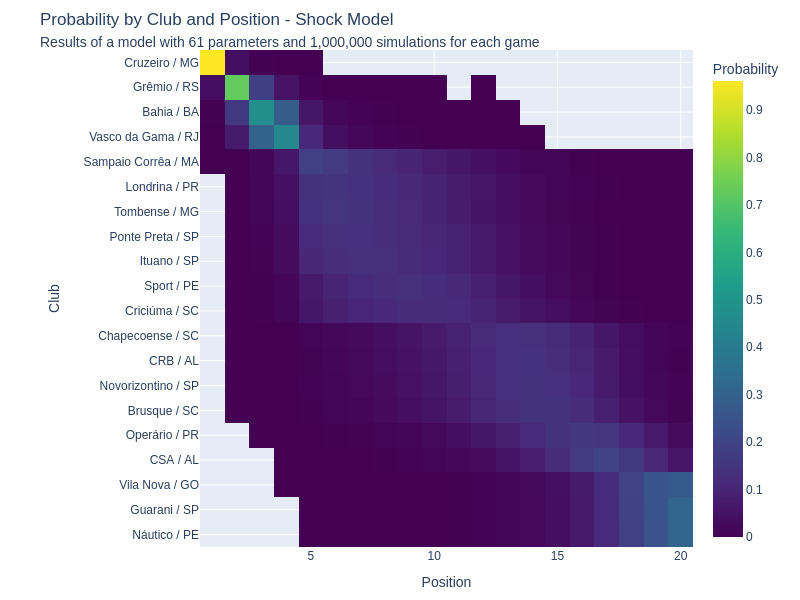 Probability by Club and Position - Shock Model
Results of a model with 61 parameters and 1,000,000 simulations for each game
Probability
Club
Cruzeiro / MG
Grêmio / RS
Bahia / BA
Vasco da Gama / RJ
Sampaio Corrêa / MA
Londrina / PR
Tombense / MG
Ponte Preta / SP
Ituano / SP
Sport / PE
Criciúma / SC
Chapecoense / SC
CRB / AL
Novorizontino / SP
Brusque / SC
Operário / PR
CSA / AL
Vila Nova / GO
Guarani / SP
Náutico / PE
0.9
0.8
0.7
0.6
0.5
0.4
0.3
0.2
0.1
0
5 10 15 20
Position